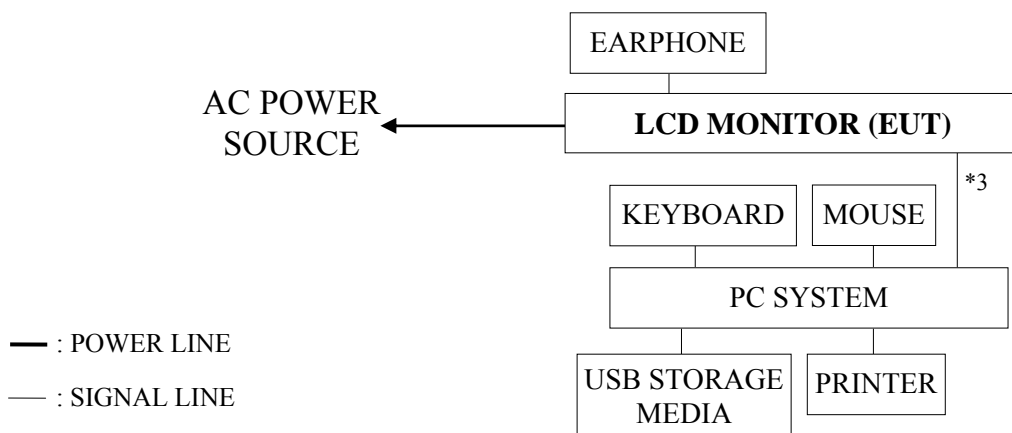 EARPHONE
AC POWER
SOURCE
LCD MONITOR (EUT)
*3
KEYBOARD
MOUSE
PC SYSTEM
: POWER LINE
: SIGNAL LINE
USB STORAGE
MEDIA
PRINTER